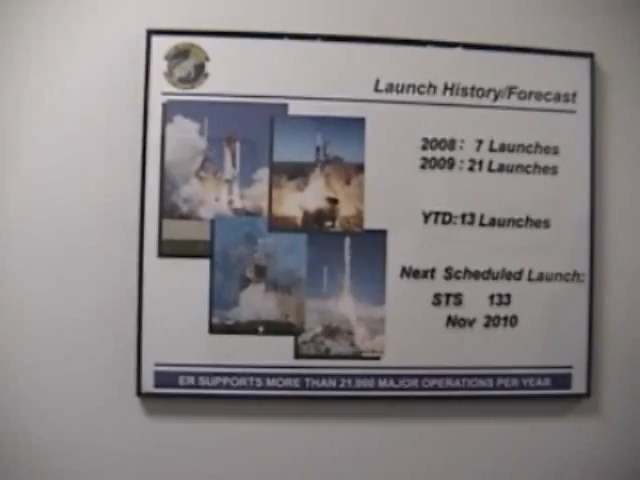 Launch History/Forecast
2008: 7 Launches
2009: 21 Launches
YTD:13 Launches
Next Scheduled Launch:
STS 133
Nov 2010
ER SUPPORTS MORE THAN 21,000 MAJOR OPERATIONS PER YEAR